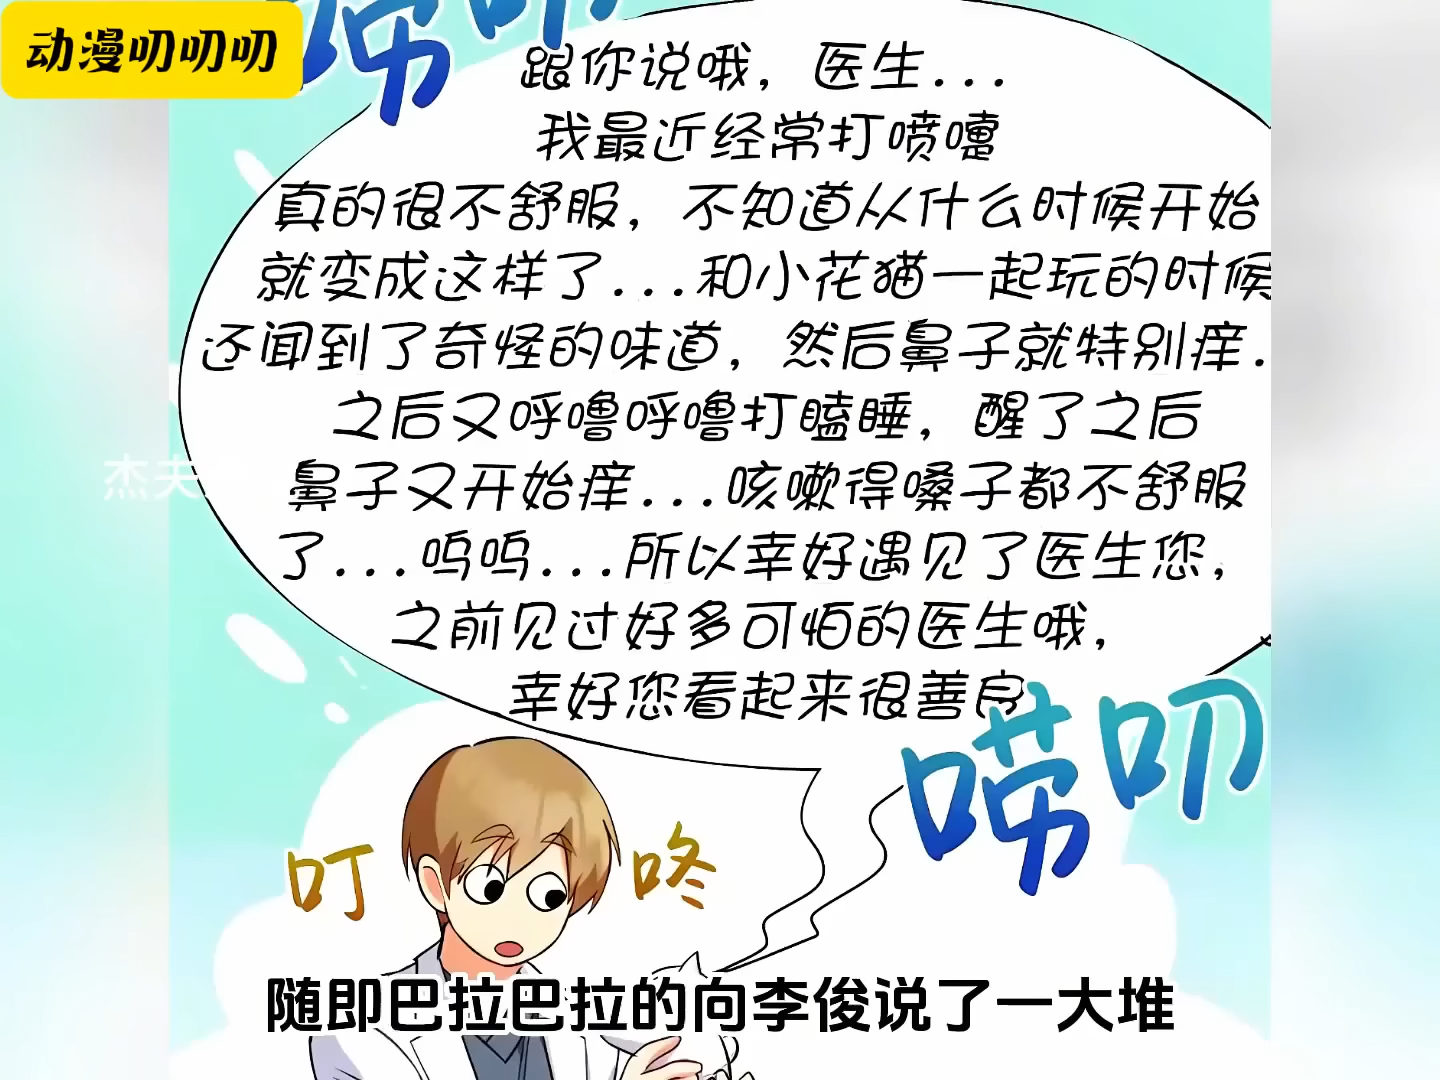 动漫叨叨叨
唠叨
跟你说哦，医生...
我最近经常打喷嚏
真的很不舒服，不知道从什么时候开始
就变成这样了...和小花猫一起玩的时候
还闻到了奇怪的味道，然后鼻子就特别痒.
之后又呼噜呼噜打瞌睡，醒了之后
杰夫
鼻子又开始痒...咳嗽得嗓子都不舒服
了...呜呜...所以幸好遇见了医生您，
之前见过好多可怕的医生哦，
幸好您看起来很善良
唠叨
叮咚
随即巴拉巴拉的向李俊说了一大堆